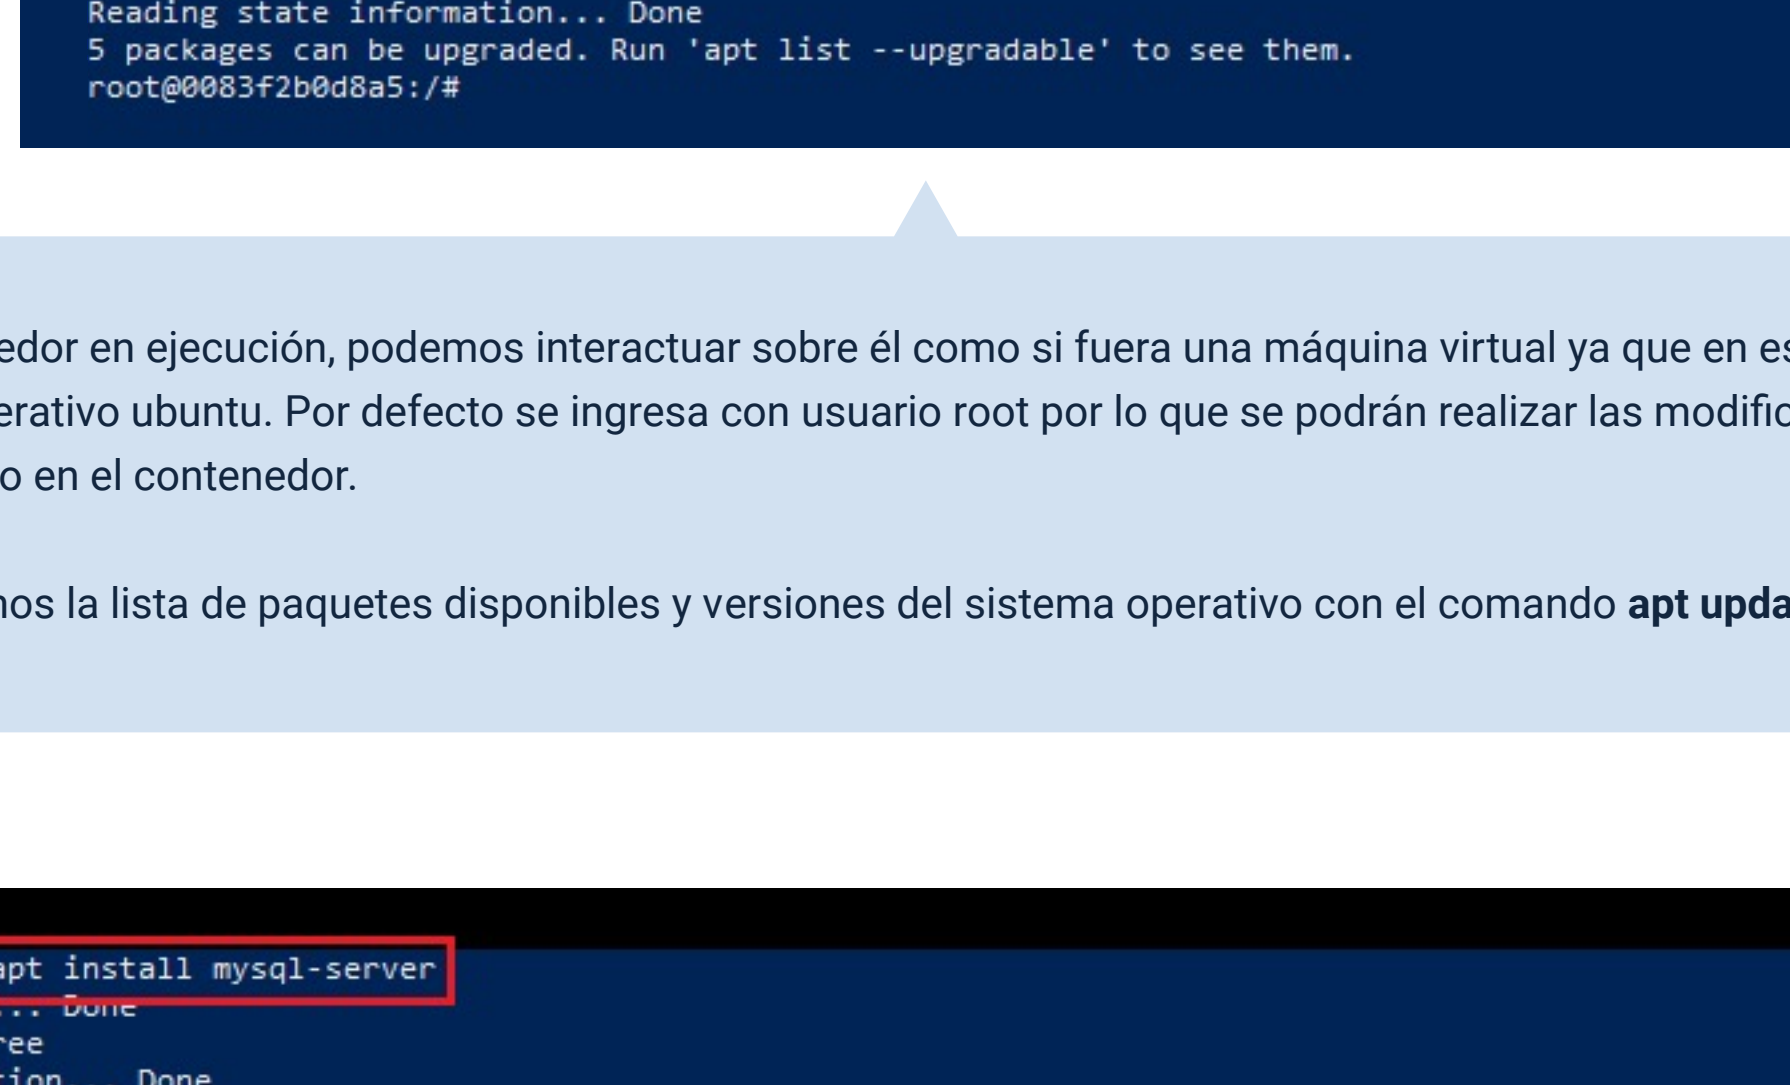 Reading state information... Done
5 packages can be upgraded. Run 'apt list --upgradable' to see them.
root@0083f2b0d8a5:/#
edor en ejecución, podemos interactuar sobre él como si fuera una máquina virtual ya que en es
erativo ubuntu. Por defecto se ingresa con usuario root por lo que se podrán realizar las modific
o en el contenedor.
nos la lista de paquetes disponibles y versiones del sistema operativo con el comando apt upda
apt install mysql-server
... Done
ree
tion... Done